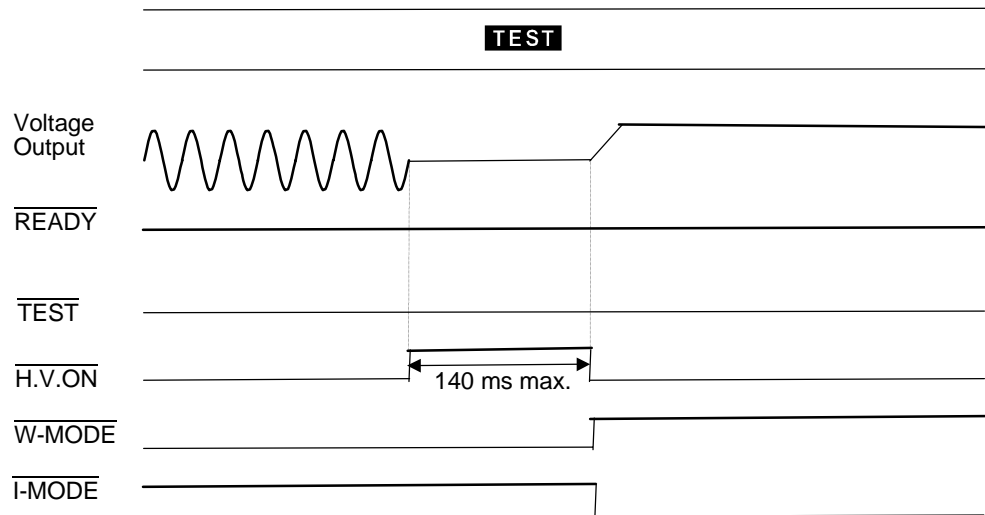 TEST
Voltage
Output
READY
TEST
H.V.ON
140 ms max.
W-MODE
I-MODE